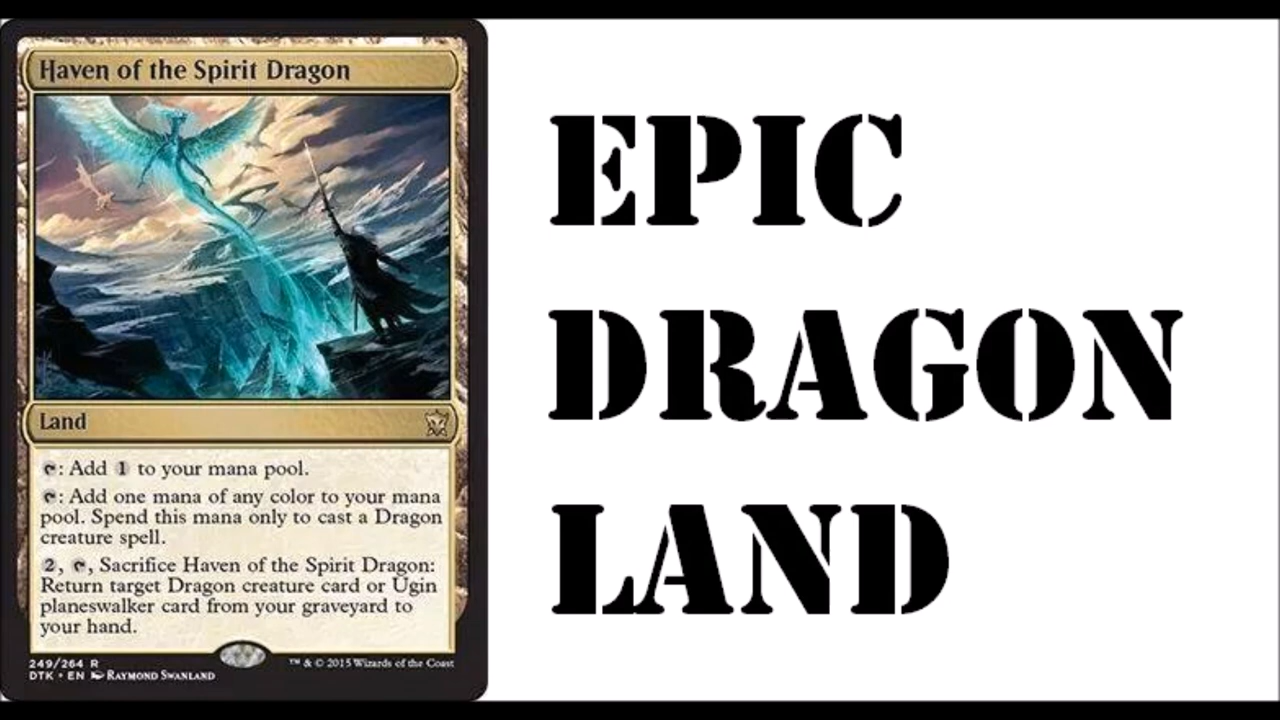 Haven of the Spirit Dragon
Land
: Add 1 to your mana pool.
: Add one mana of any color to your mana
pool. Spend this mana only to cast a Dragon
creature spell.
2, , Sacrifice Haven of the Spirit Dragon:
Return target Dragon creature card or Ugin
planeswalker card from your graveyard to
your hand.
249/264 R
DTK • EN RAYMOND SWANLAND
™ & © 2015 Wizards of the Coast
EPIC
DRAGON
LAND